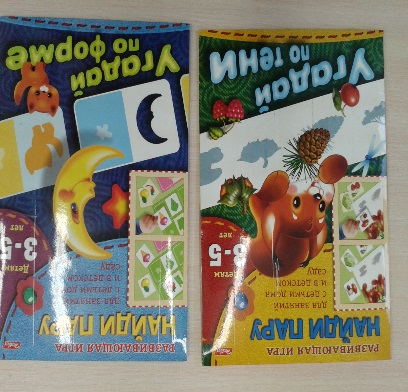 РАЗВИВАЮЩАЯ ИГРА
НАЙДИ ПАРУ
для занятий
с детьми дома
и в детском
саду
Детям
3-5
лет
Угадай
по тени
РАЗВИВАЮЩАЯ ИГРА
НАЙДИ ПАРУ
для занятий
с детьми дома
и в детском
саду
Детям
3-5
лет
Угадай
по форме